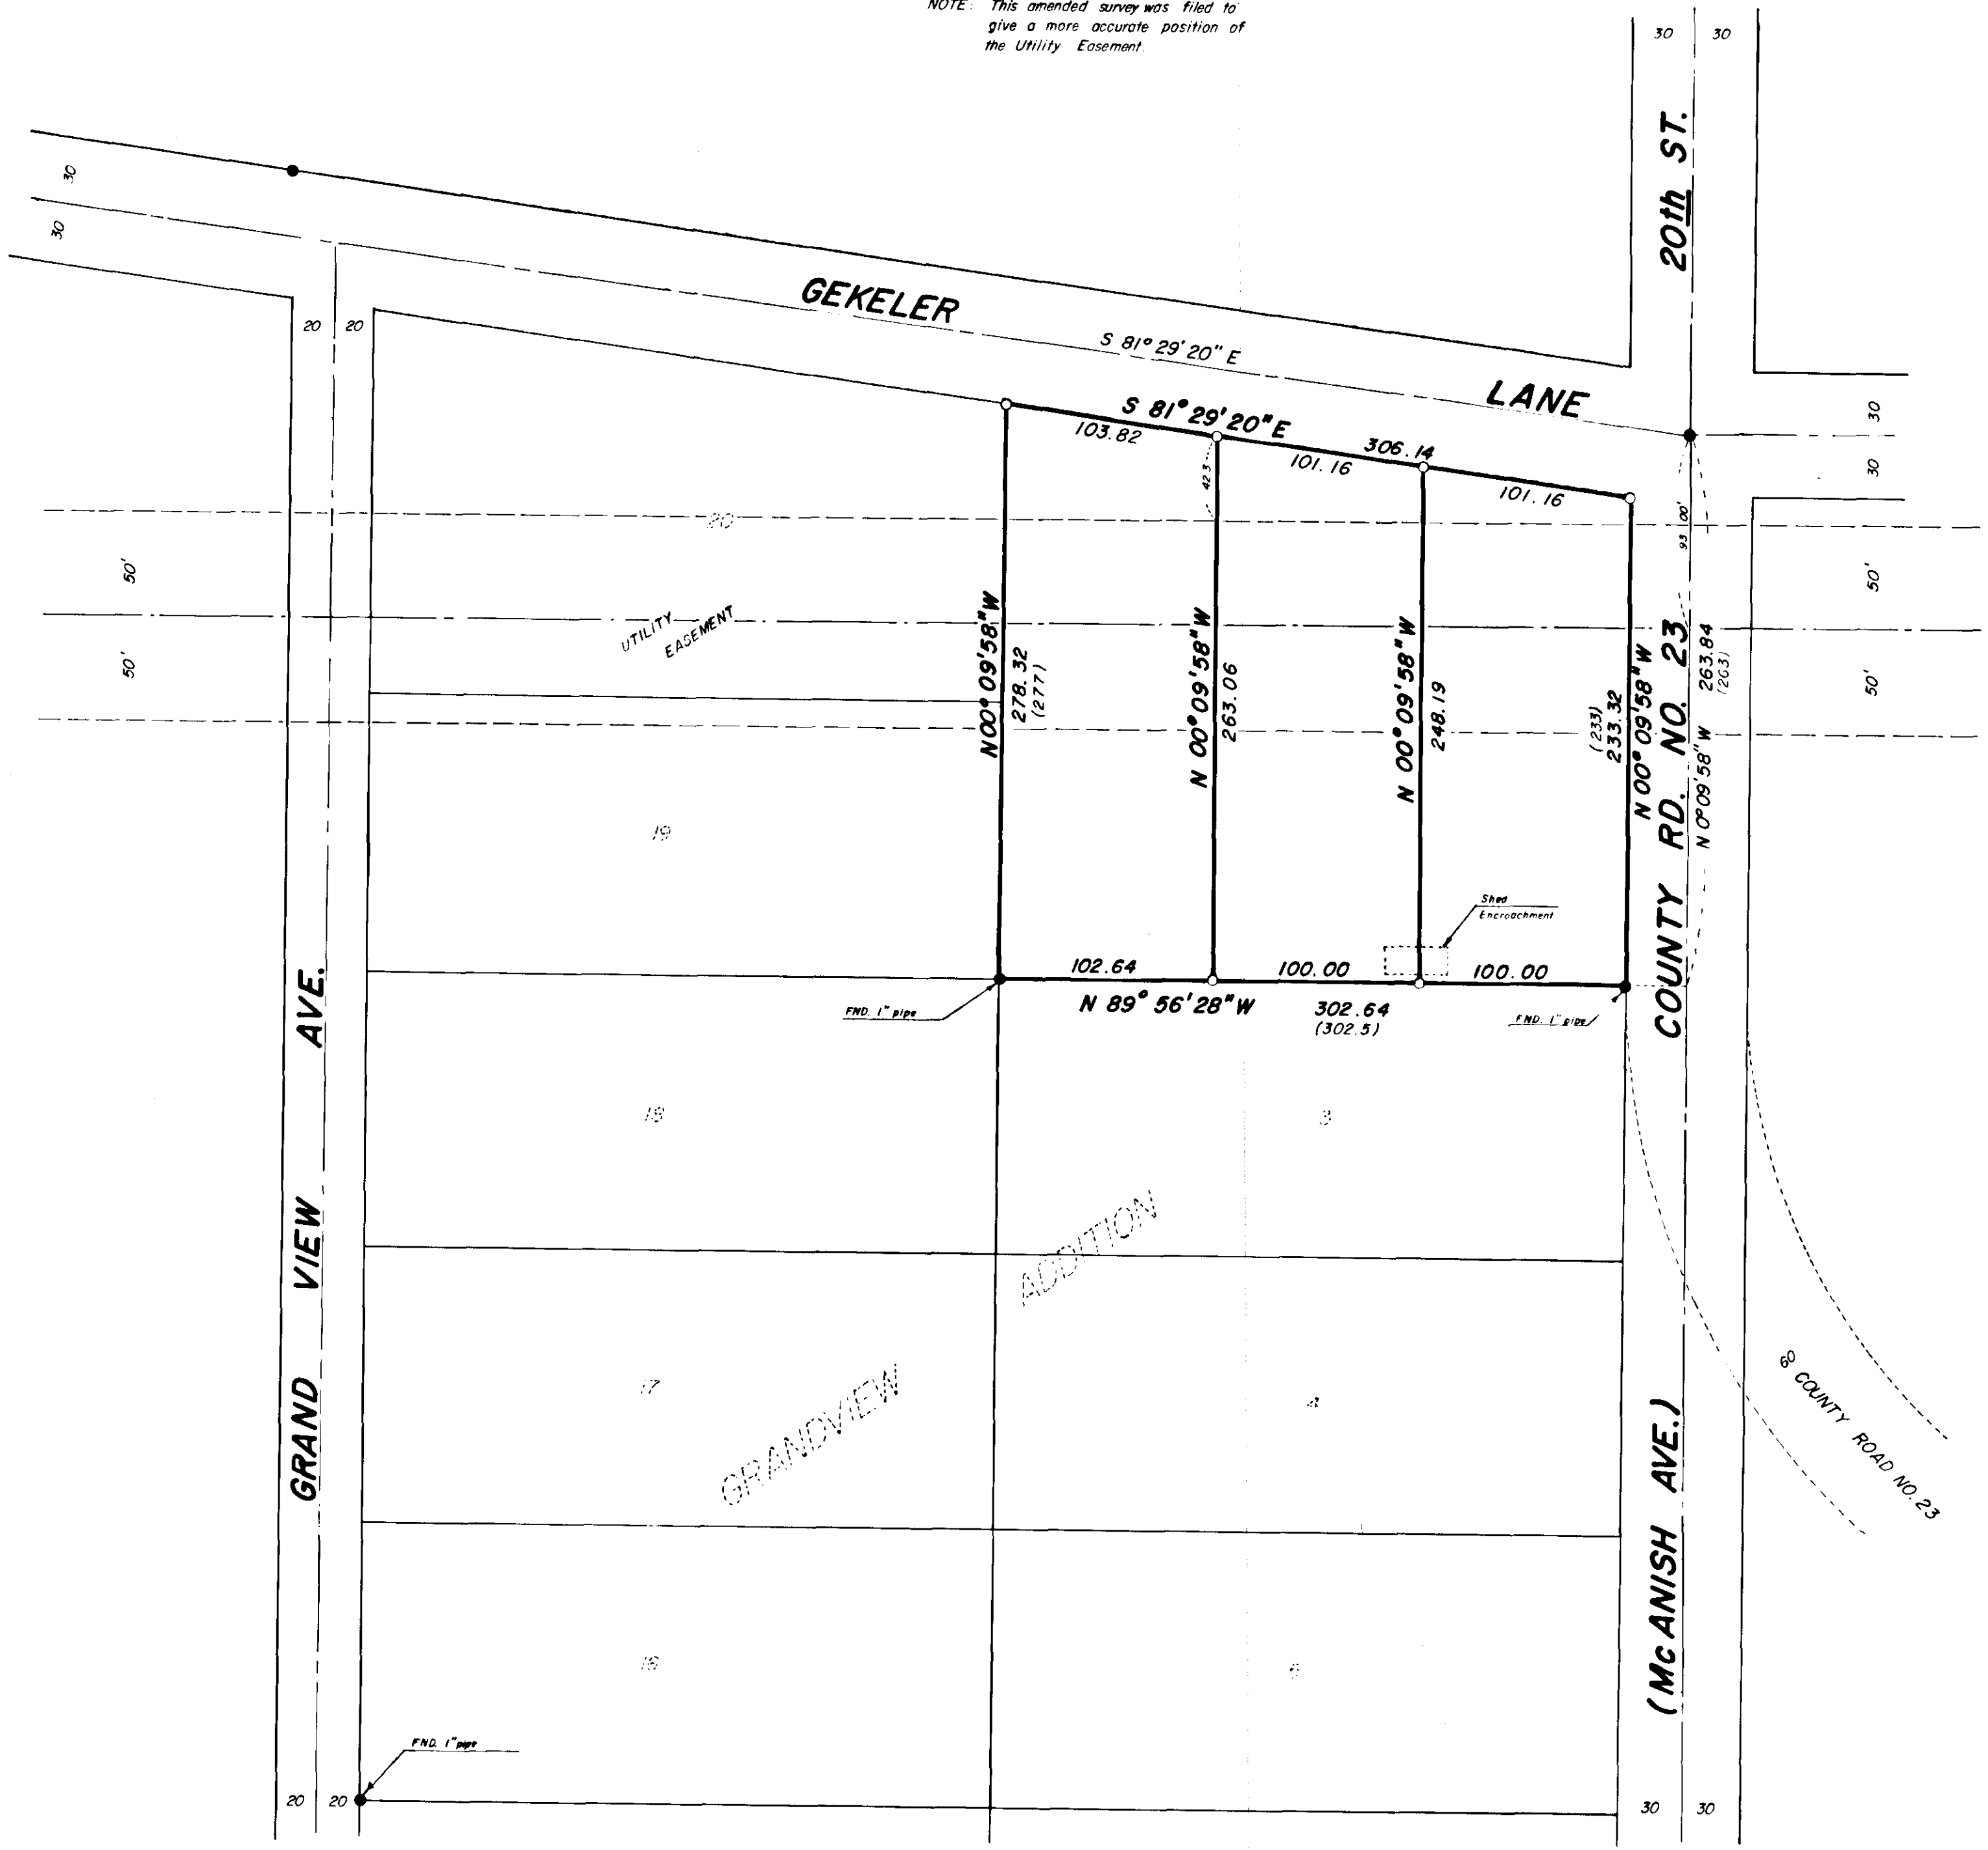 NOTE: This amended survey was filed to
give a more accurate position of
the Utility Easement.
30 30
20th ST.
30
30
GEKELER
S 81° 29' 20" E
LANE
20 20
30
30
S 81° 29' 20" E
103.82
306.14
101.16
101.16
42.3
93.00'
20
50'
50'
50'
50'
UTILITY
EASEMENT
N 00° 09' 58" W
278.32
(277)
N 00° 09' 58" W
263.06
N 00° 09' 58" W
248.19
(233)
233.32
N 00° 09' 58" W
COUNTY RD. NO. 23
N 0° 09' 58" W 263.84
(263)
19
Shed
Encroachment
102.64
100.00
100.00
N 89° 56' 28" W
302.64
(302.5)
FND. 1" pipe
FND. 1" pipe
GRAND VIEW AVE.
18
3
ADDITION
GRANDVIEW
17
4
60 COUNTY ROAD NO. 23
(McANISH AVE.)
16
5
FND. 1" pipe
20 20
30 30